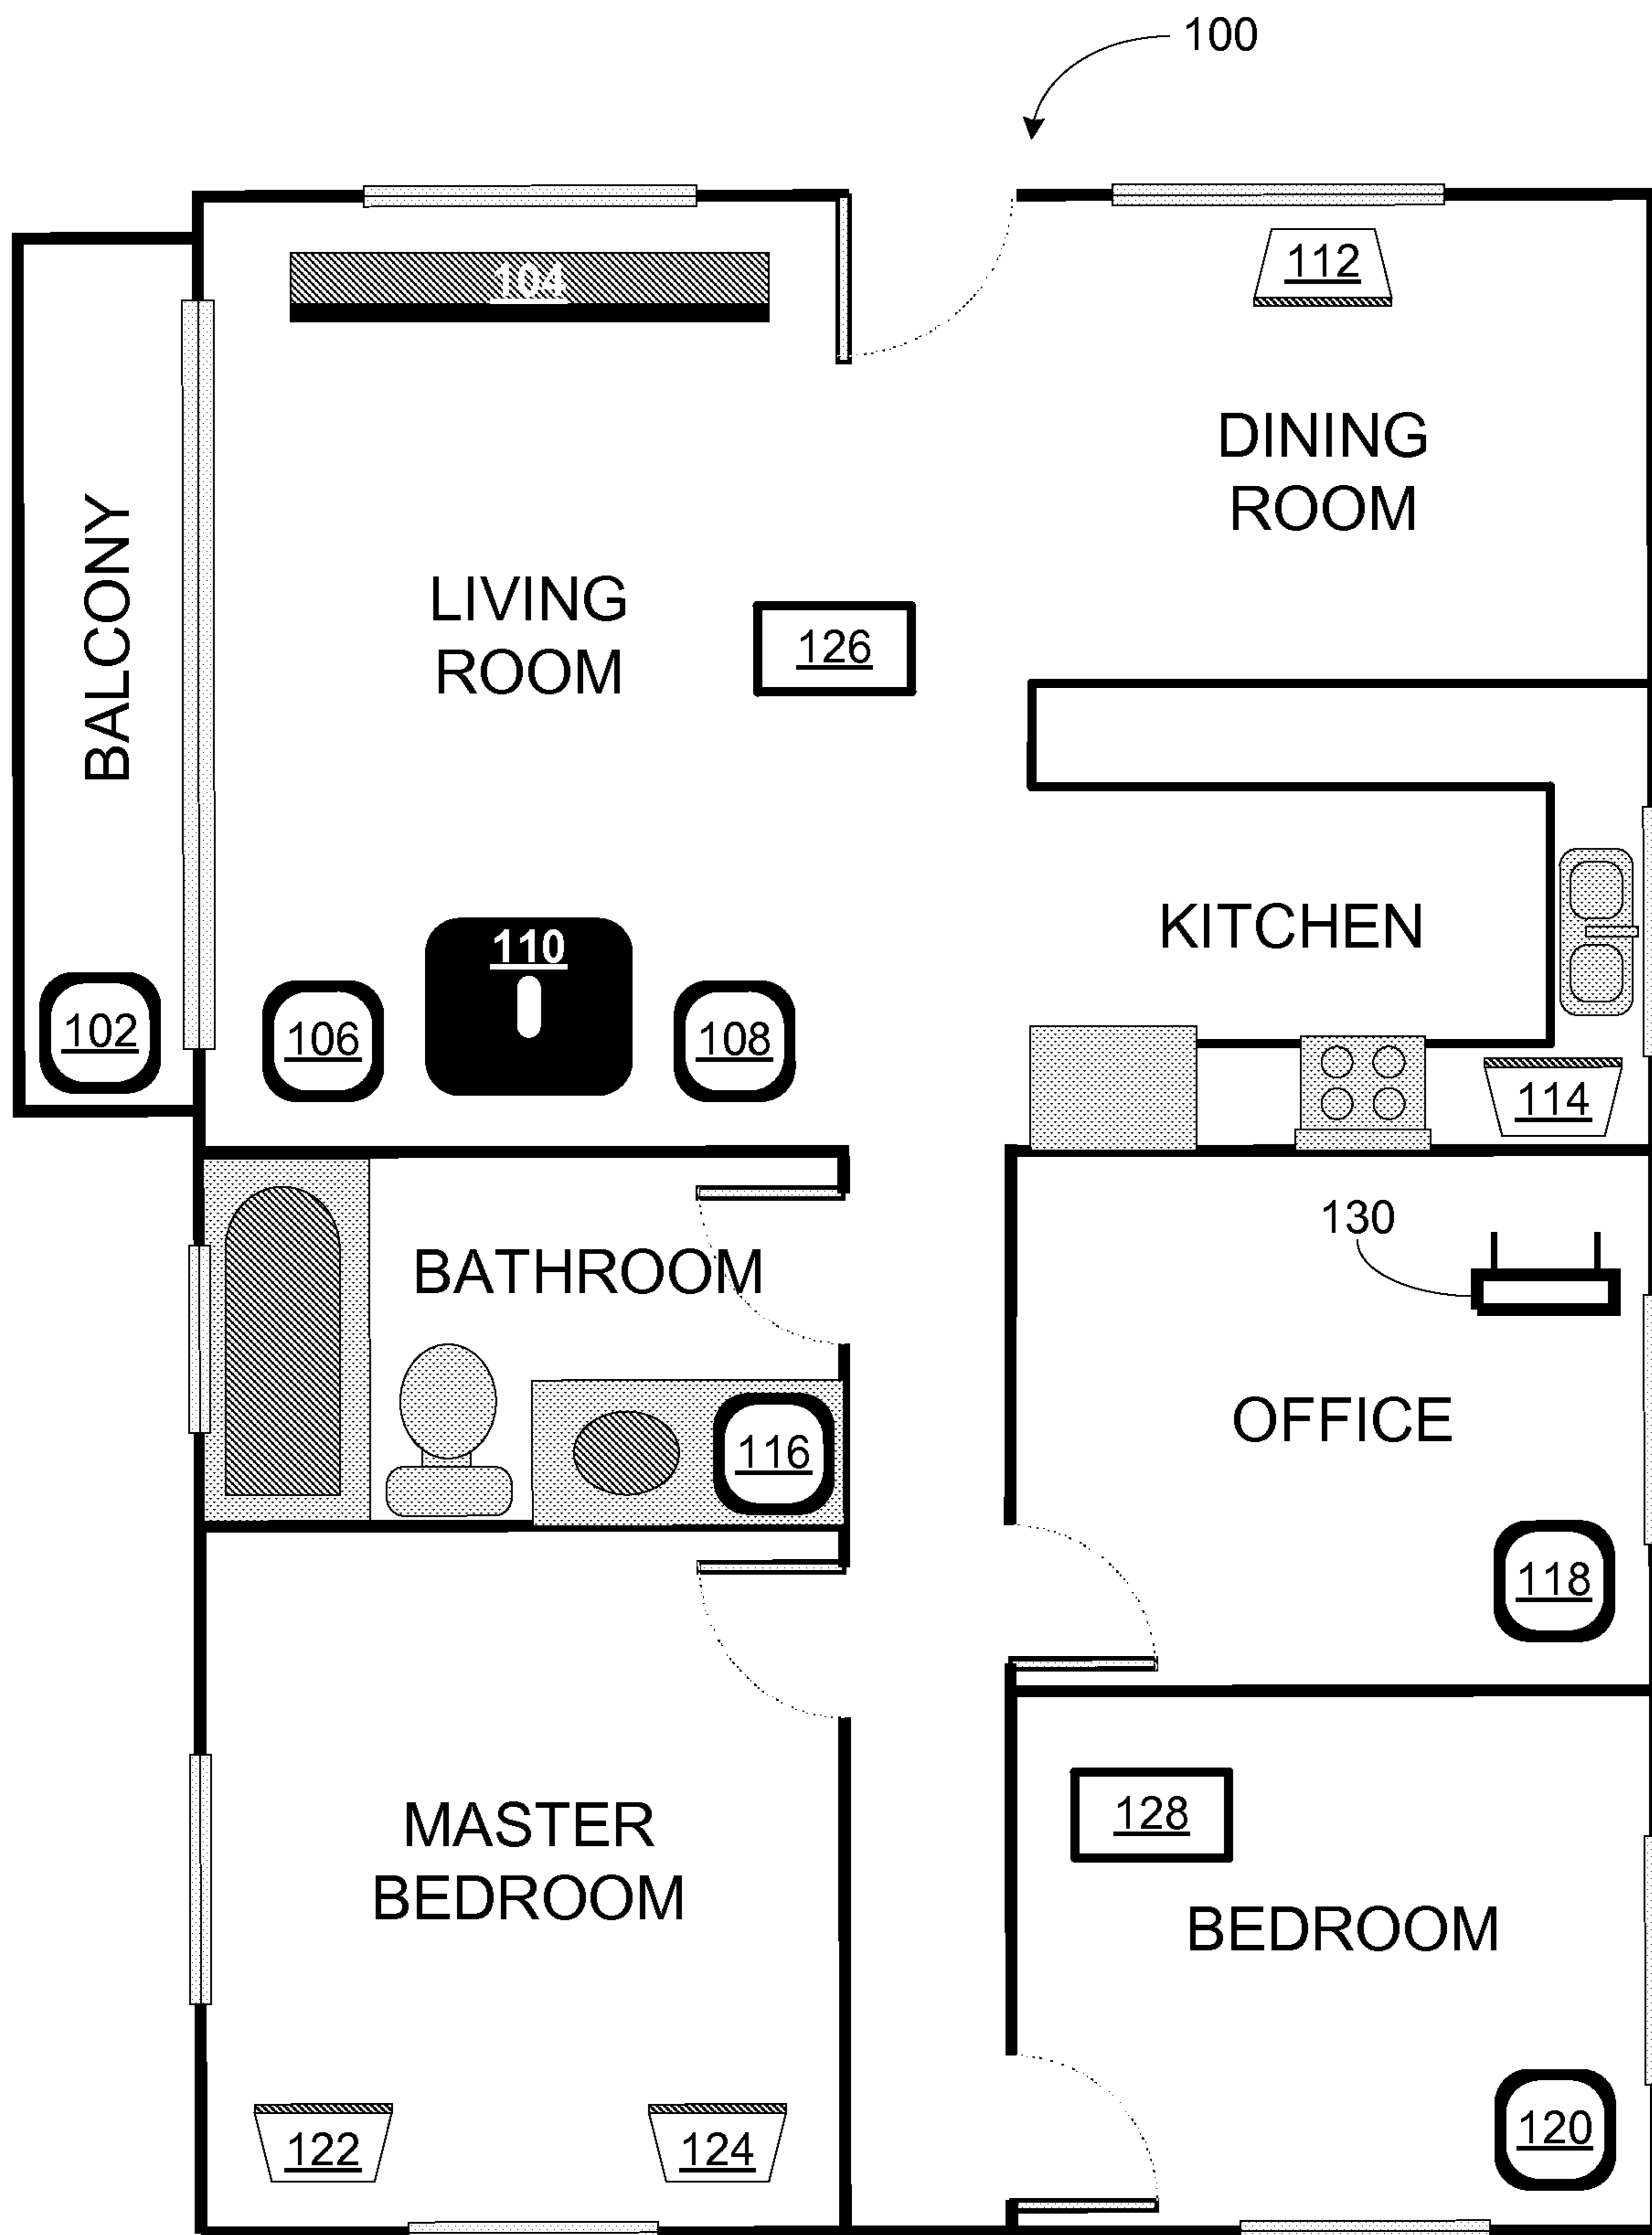 100
104
112
DINING
ROOM
BALCONY
LIVING
ROOM
126
KITCHEN
110
102
106
108
114
130
BATHROOM
OFFICE
116
118
MASTER
BEDROOM
128
BEDROOM
122
124
120